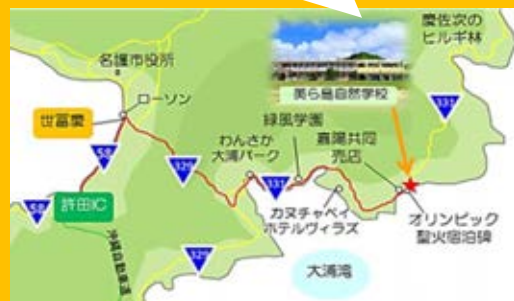 慶佐次の
ヒルギ林
名護市役所
美ら島自然学校
331
ローソン
世冨慶
緑風学園
嘉陽共同
売店
わんさか
大浦パーク
58
329
331
許田IC
58
カヌチャベイ
ホテルヴィラズ
オリンピック
聖火宿泊碑
沖縄自動車道
329
大浦湾